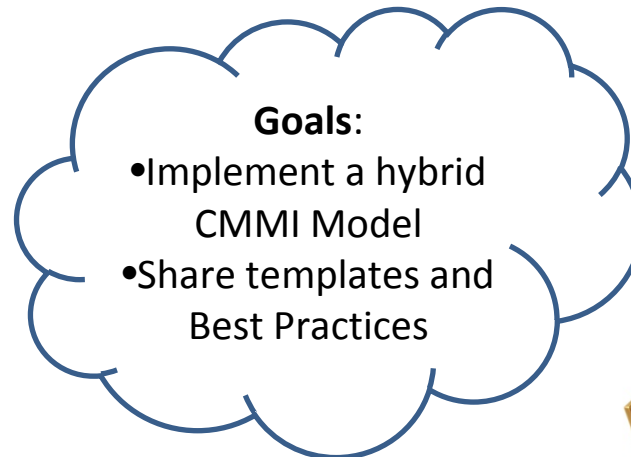 Goals:
•Implement a hybrid
CMMI Model
•Share templates and
Best Practices